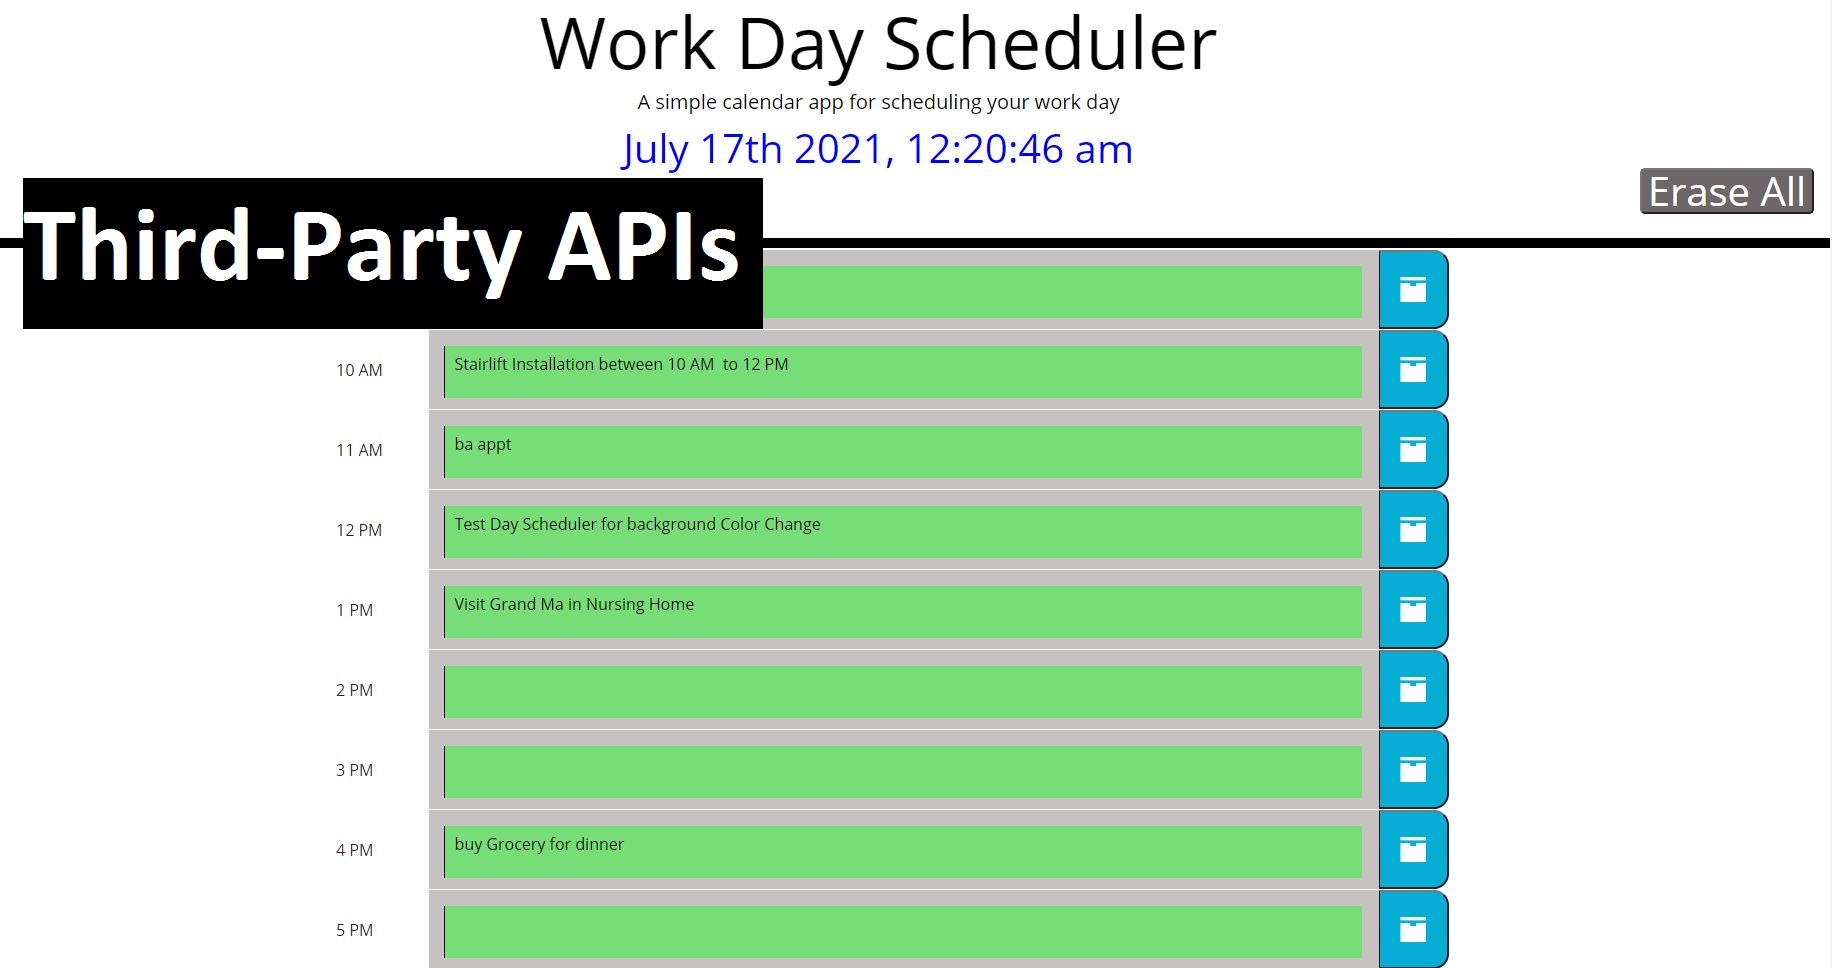 Work Day Scheduler
A simple calendar app for scheduling your work day
July 17th 2021, 12:20:46 am
Erase All
Third-Party APIs
10 AM Stairlift Installation between 10 AM  to 12 PM
11 AM ba appt
12 PM Test Day Scheduler for background Color Change
1 PM Visit Grand Ma in Nursing Home
2 PM
3 PM
4 PM buy Grocery for dinner
5 PM